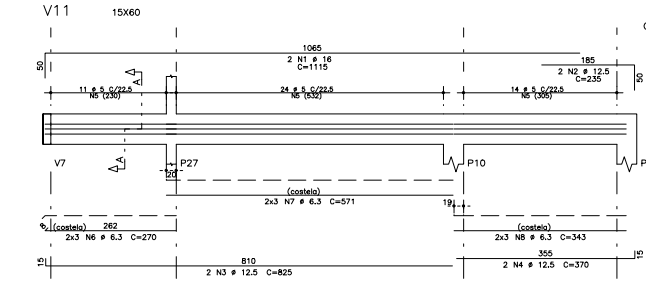 V11 15X60
1065
2 N1 ø 16
C=1115
50
185
2 N2 ø 12.5
C=235
50
11 ø 5 C/22.5
N5 (230)
24 ø 5 C/22.5
N5 (532)
14 ø 5 C/22.5
N5 (305)
A
A
V7
P27
P10
P
20
(costela)
2x3 N7 ø 6.3 C=571
19
8
(costela) 262
2x3 N6 ø 6.3 C=270
(costela)
2x3 N8 ø 6.3 C=343
15
810
2 N3 ø 12.5 C=825
355
2 N4 ø 12.5 C=370
15